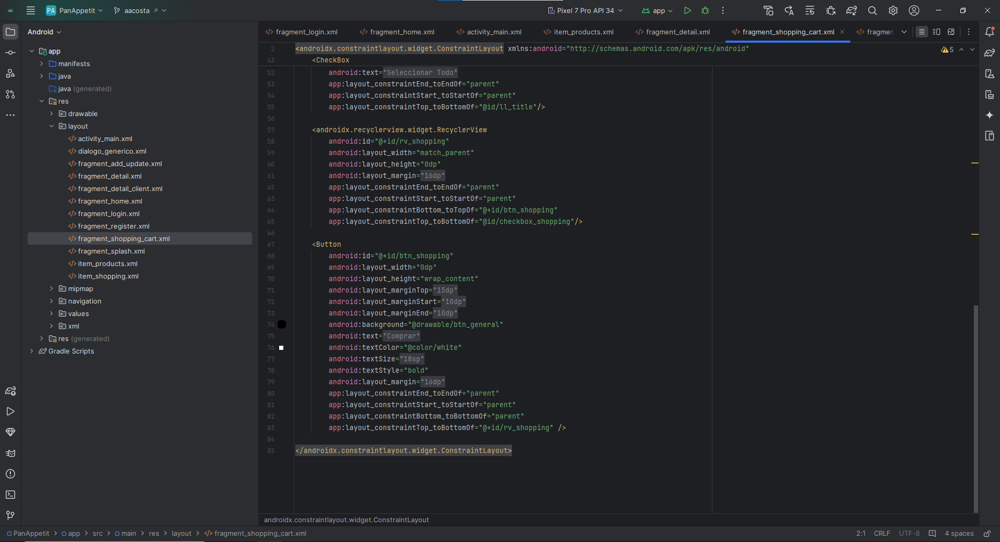 PA PanAppetit aacosta Pixel 7 Pro API 34 app
Android
app
manifests
java
java (generated)
res
drawable
layout
activity_main.xml
dialogo_generico.xml
fragment_add_update.xml
fragment_detail.xml
fragment_detail_client.xml
fragment_home.xml
fragment_login.xml
fragment_register.xml
fragment_shopping_cart.xml
fragment_splash.xml
item_products.xml
item_shopping.xml
mipmap
navigation
values
xml
res (generated)
Gradle Scripts
fragment_login.xml fragment_home.xml activity_main.xml item_products.xml fragment_detail.xml fragment_shopping_cart.xml fragmen
2 <androidx.constraintlayout.widget.ConstraintLayout xmlns:android="http://schemas.android.com/apk/res/android" 5
43 <CheckBox
52 android:text="Seleccionar Todo"
53 app:layout_constraintEnd_toEndOf="parent"
54 app:layout_constraintStart_toStartOf="parent"
55 app:layout_constraintTop_toBottomOf="@id/ll_title"/>
56
57 <androidx.recyclerview.widget.RecyclerView
58 android:id="@+id/rv_shopping"
59 android:layout_width="match_parent"
60 android:layout_height="0dp"
61 android:layout_margin="16dp"
62 app:layout_constraintEnd_toEndOf="parent"
63 app:layout_constraintStart_toStartOf="parent"
64 app:layout_constraintBottom_toTopOf="@+id/btn_shopping"
65 app:layout_constraintTop_toBottomOf="@id/checkbox_shopping"/>
66
67 <Button
68 android:id="@+id/btn_shopping"
69 android:layout_width="0dp"
70 android:layout_height="wrap_content"
71 android:layout_marginTop="15dp"
72 android:layout_marginStart="10dp"
73 android:layout_marginEnd="10dp"
74 android:background="@drawable/btn_general"
75 android:text="Comprar"
76 android:textColor="@color/white"
77 android:textSize="18sp"
78 android:textStyle="bold"
79 android:layout_margin="16dp"
80 app:layout_constraintEnd_toEndOf="parent"
81 app:layout_constraintStart_toStartOf="parent"
82 app:layout_constraintBottom_toBottomOf="parent"
83 app:layout_constraintTop_toBottomOf="@+id/rv_shopping" />
84
85 </androidx.constraintlayout.widget.ConstraintLayout>
androidx.constraintlayout.widget.ConstraintLayout
PanAppetit > app > src > main > res > layout > fragment_shopping_cart.xml 2:1 CRLF UTF-8 4 spaces